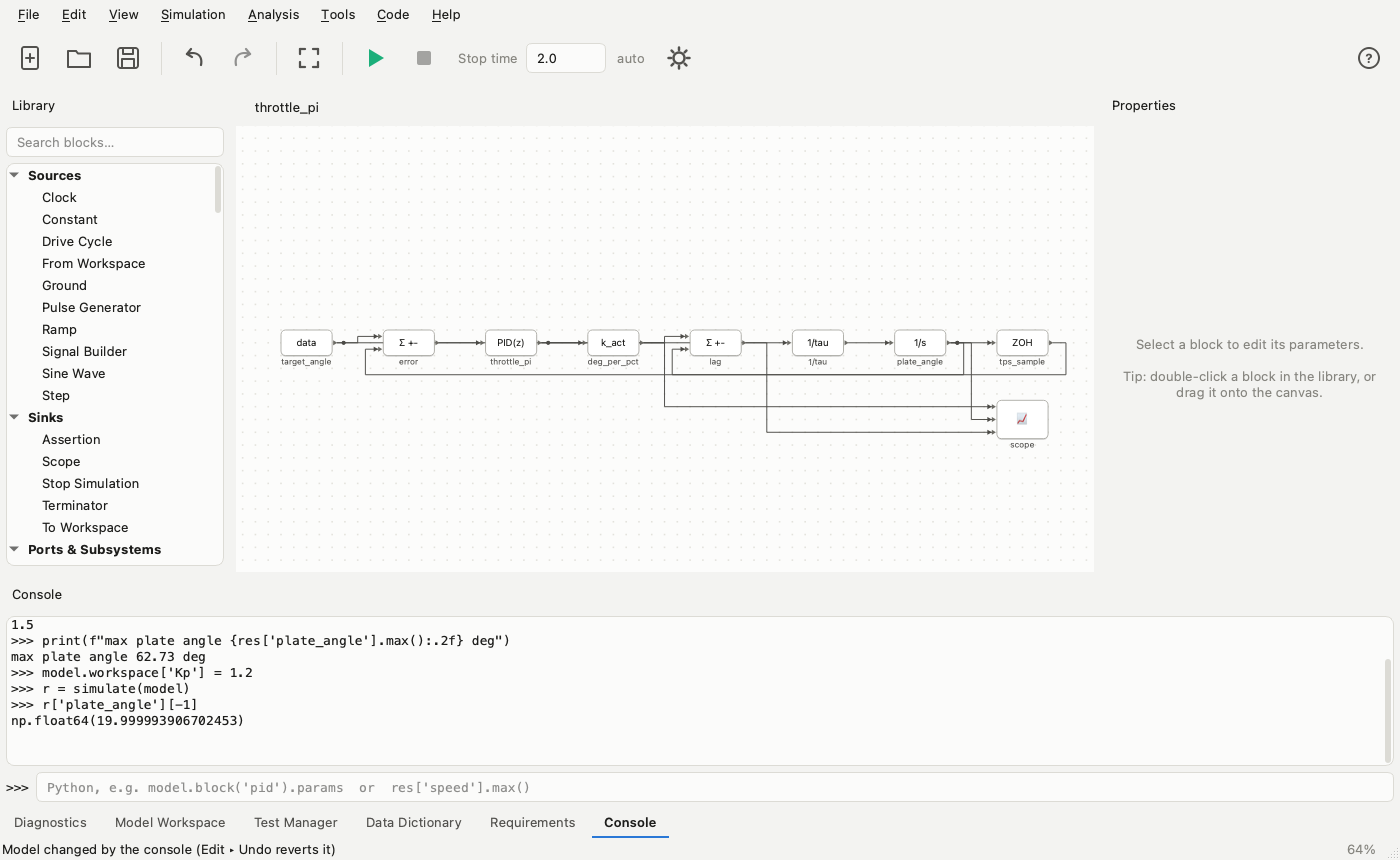 File Edit View Simulation Analysis Tools Code Help
Stop time 2.0 auto
Library
throttle_pi
Properties
Search blocks...
Sources
Clock
Constant
Drive Cycle
From Workspace
Ground
Pulse Generator
Ramp
Signal Builder
Sine Wave
Step
Sinks
Assertion
Scope
Stop Simulation
Terminator
To Workspace
Ports & Subsystems
data
target_angle
Σ +-
error
PID(z)
throttle_pi
k_act
deg_per_pct
Σ +-
lag
1/tau
1/tau
1/s
plate_angle
ZOH
tps_sample
scope
Select a block to edit its parameters.
Tip: double-click a block in the library, or
drag it onto the canvas.
Console
1.5
>>> print(f"max plate angle {res['plate_angle'].max():.2f} deg")
max plate angle 62.73 deg
>>> model.workspace['Kp'] = 1.2
>>> r = simulate(model)
>>> r['plate_angle'][-1]
np.float64(19.999993906702453)
>>> Python, e.g. model.block('pid').params or res['speed'].max()
Diagnostics Model Workspace Test Manager Data Dictionary Requirements Console
Model changed by the console (Edit ▸ Undo reverts it) 64%